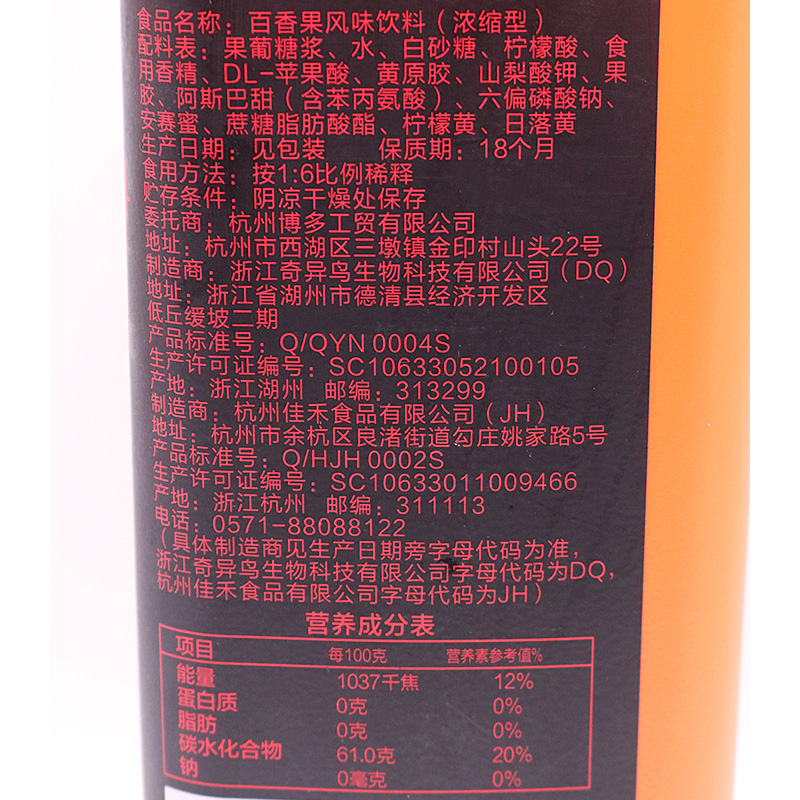 食品名称：百香果风味饮料（浓缩型）
配料表：果葡糖浆、水、白砂糖、柠檬酸、食
用香精、DL-苹果酸、黄原胶、山梨酸钾、果
胶、阿斯巴甜（含苯丙氨酸）、六偏磷酸钠、
安赛蜜、蔗糖脂肪酸酯、柠檬黄、日落黄
生产日期：见包装 保质期：18个月
食用方法：按1:6比例稀释
贮存条件：阴凉干燥处保存
委托商：杭州博多工贸有限公司
地址：杭州市西湖区三墩镇金印村山头22号
制造商：浙江奇异鸟生物科技有限公司（DQ）
地址：浙江省湖州市德清县经济开发区
低丘缓坡二期
产品标准号：Q/QYN 0004S
生产许可证编号：SC10633052100105
产地：浙江湖州 邮编：313299
制造商：杭州佳禾食品有限公司（JH）
地址：杭州市余杭区良渚街道勾庄姚家路5号
产品标准号：Q/HJH 0002S
生产许可证编号：SC10633011009466
产地：浙江杭州 邮编：311113
电话：0571-88088122
（具体制造商见生产日期旁字母代码为准，
浙江奇异鸟生物科技有限公司字母代码为DQ，
杭州佳禾食品有限公司字母代码为JH）
营养成分表
项目 每100克 营养素参考值%
能量 1037千焦 12%
蛋白质 0克 0%
脂肪 0克 0%
碳水化合物 61.0克 20%
钠 0毫克 0%